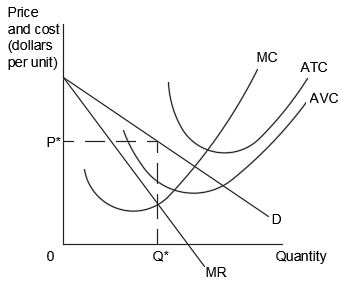 Price
and cost
(dollars
per unit)
MC
ATC
AVC
P*
D
0
Q*
Quantity
MR